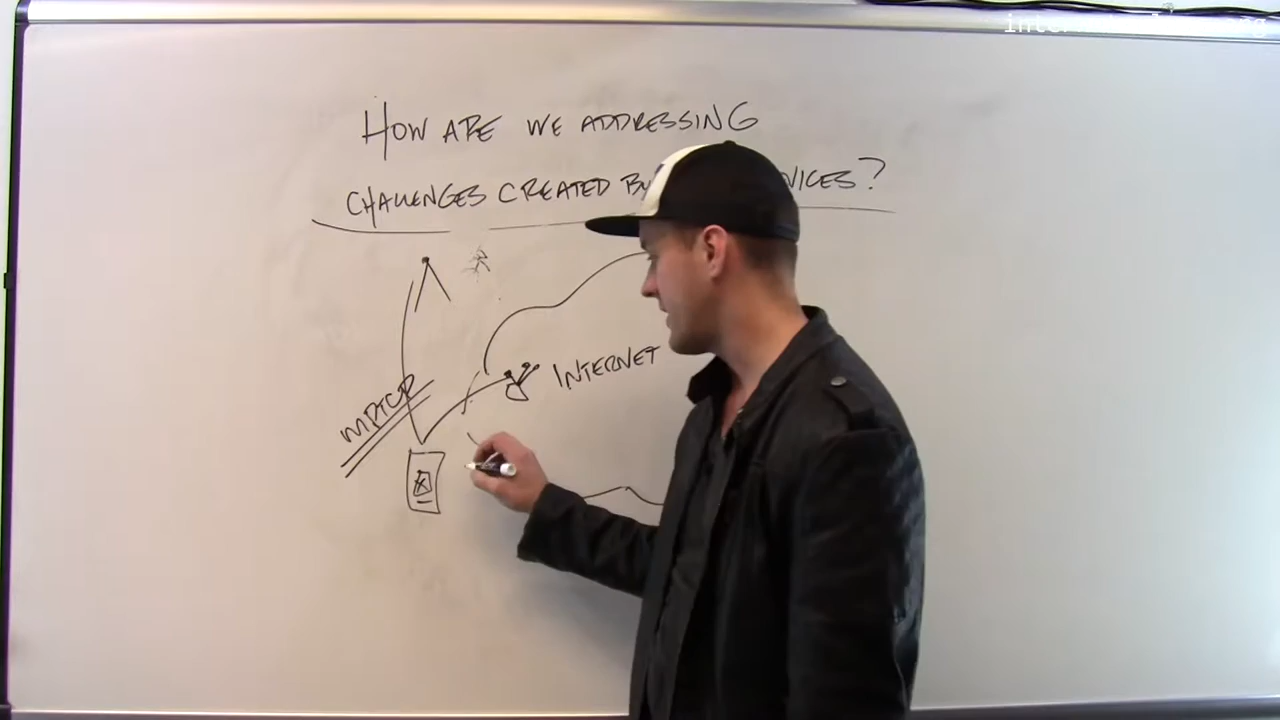 HOW ARE WE ADDRESSING
CHALLENGES CREATED BY VICES?
INTERNET
MPTCP